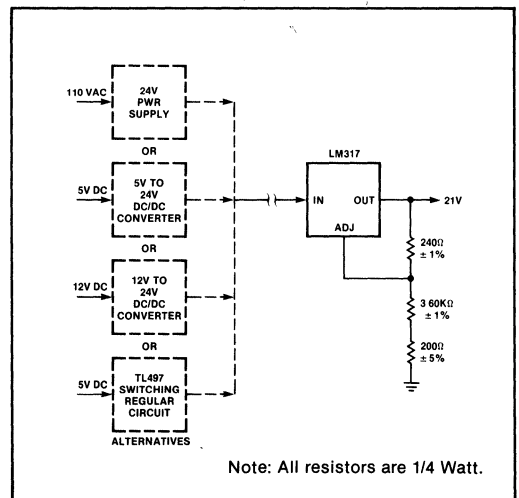 110 VAC
24V
PWR
SUPPLY
OR
5V DC
5V TO
24V
DC/DC
CONVERTER
OR
12V DC
12V TO
24V
DC/DC
CONVERTER
OR
5V DC
TL497
SWITCHING
REGULAR
CIRCUIT
ALTERNATIVES
LM317
IN OUT
ADJ
21V
240Ω
± 1%
3 60KΩ
± 1%
200Ω
± 5%
Note: All resistors are 1/4 Watt.